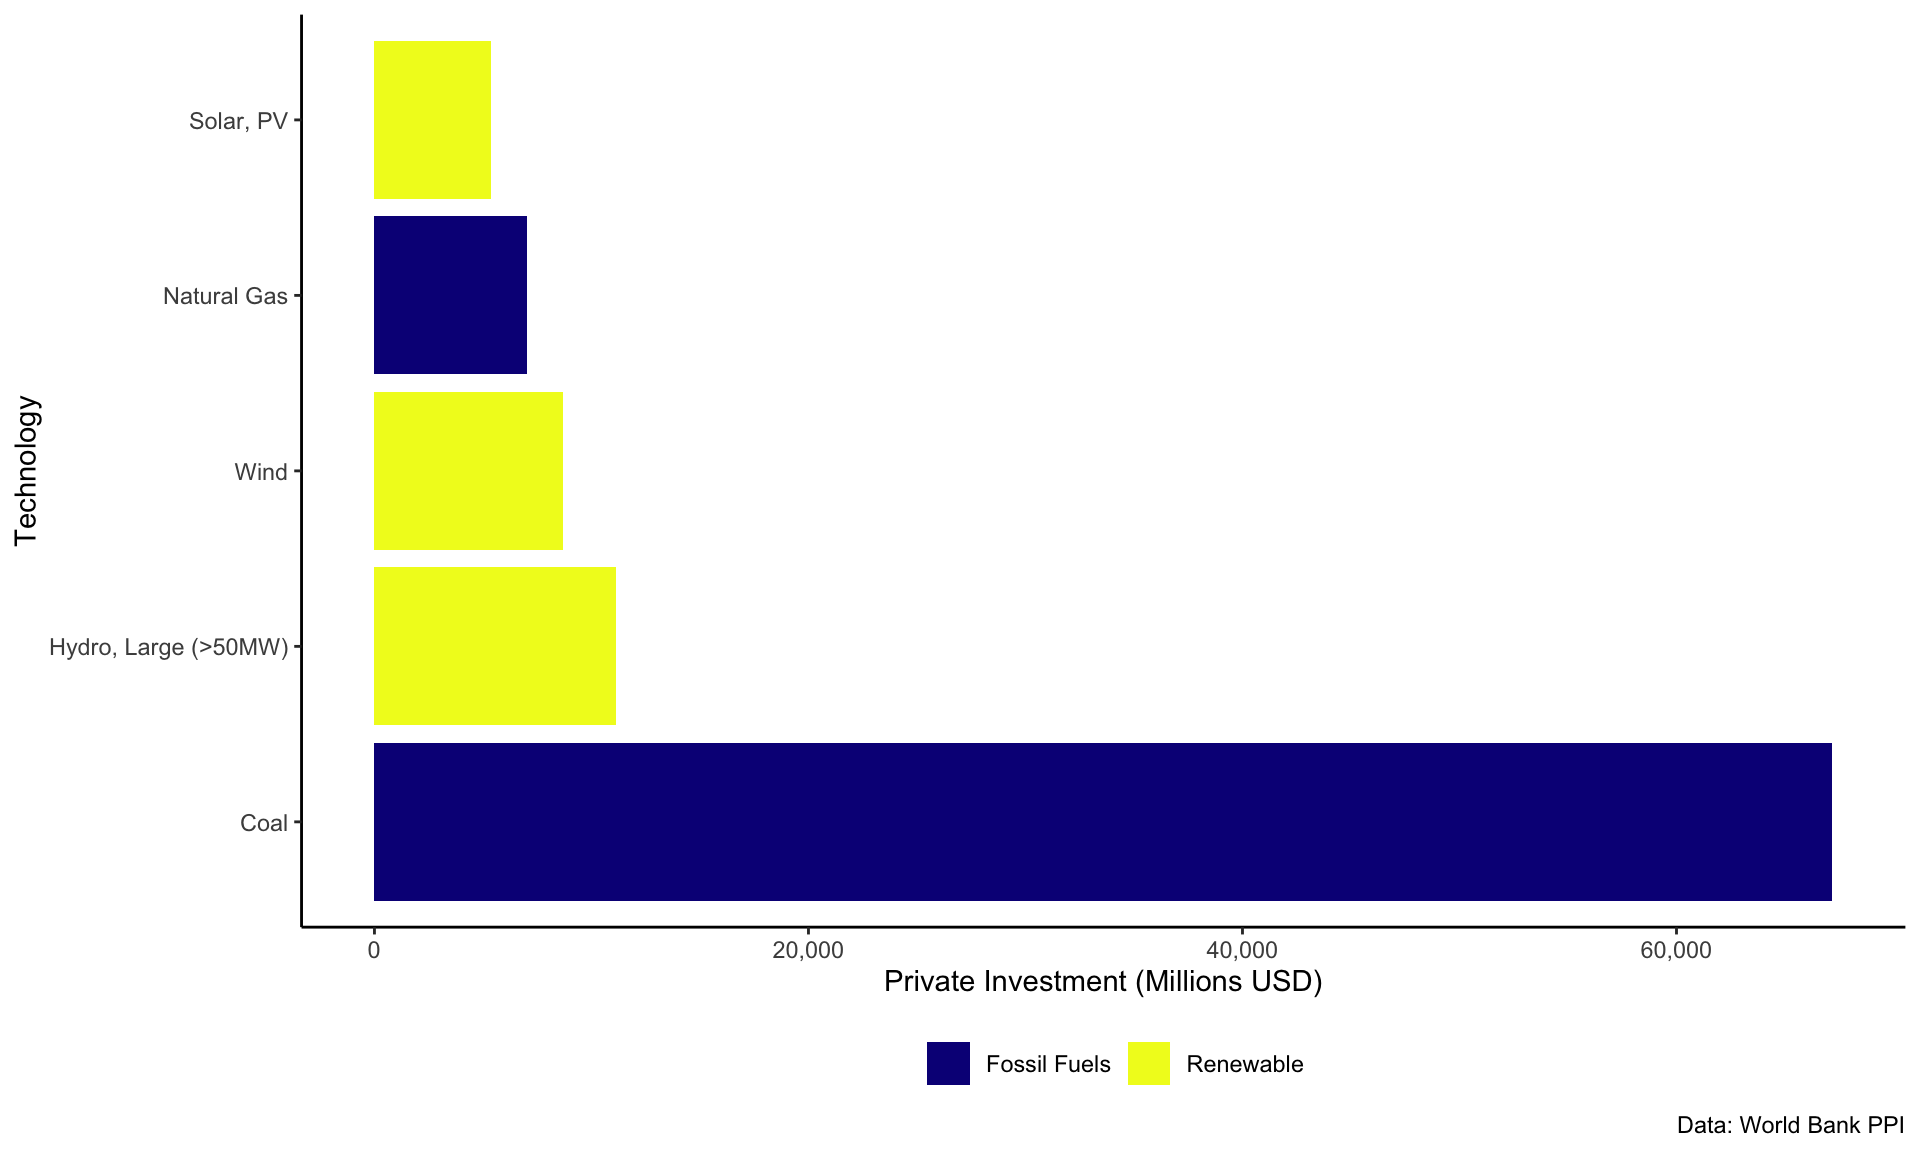 Technology
Solar, PV
Natural Gas
Wind
Hydro, Large (>50MW)
Coal
0 20,000 40,000 60,000
Private Investment (Millions USD)
Fossil Fuels Renewable
Data: World Bank PPI